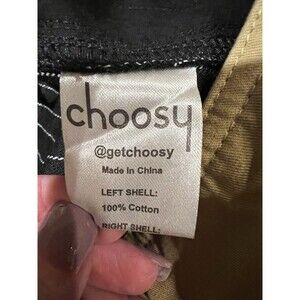 choosy
@getchoosy
Made in China
LEFT SHELL:
100% Cotton
RIGHT SHELL: